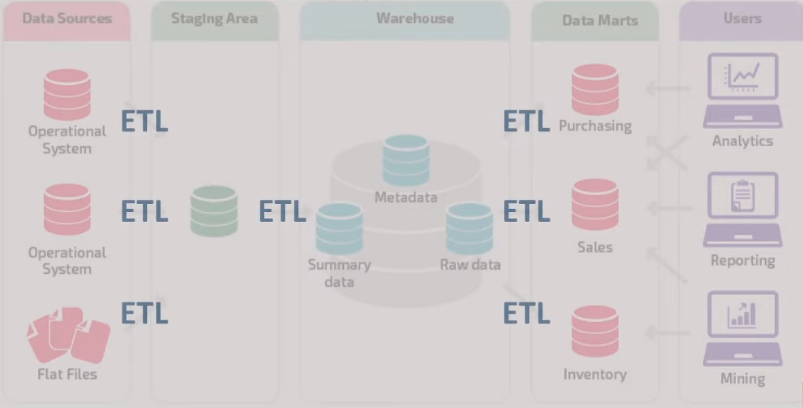 Data Sources
Staging Area
Warehouse
Data Marts
Users
Operational
System
ETL
Operational
System
ETL
Flat Files
ETL
ETL
Metadata
Summary
data
Raw data
ETL
Purchasing
ETL
Sales
ETL
Inventory
Analytics
Reporting
Mining